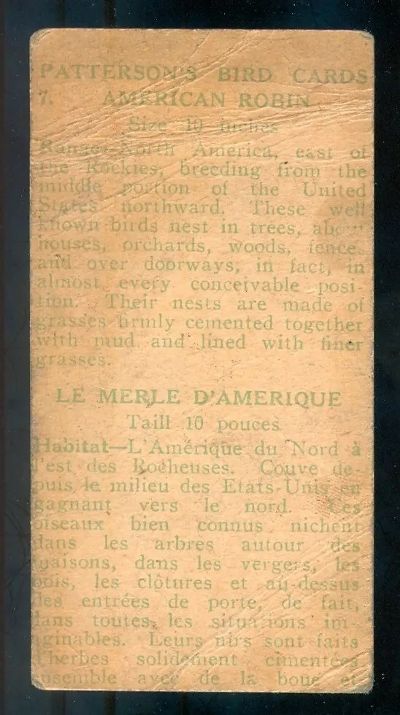 PATTERSON'S BIRD CARDS
7. AMERICAN ROBIN
Size 10 inches
Range—North America, east of
the Rockies, breeding from the
middle portion of the United
States northward. These well
known birds nest in trees, about
houses, orchards, woods, fences
and over doorways, in fact, in
almost every conceivable posi-
tion. Their nests are made of
grasses firmly cemented together
with mud and lined with finer
grasses.
LE MERLE D'AMERIQUE
Taill 10 pouces
Habitat—L'Amérique du Nord à
l'est des Rocheuses. Couve de-
puis le milieu des Etats-Unis en
gagnant vers le nord. Ces
oiseaux bien connus nichent
dans les arbres autour des
maisons, dans les vergers, les
bois, les clôtures et au-dessus
des entrées de porte, de fait,
dans toutes les situations im-
aginables. Leurs nirs sont faits
d'herbes solidement cimentées
ensemble avec de la boue et